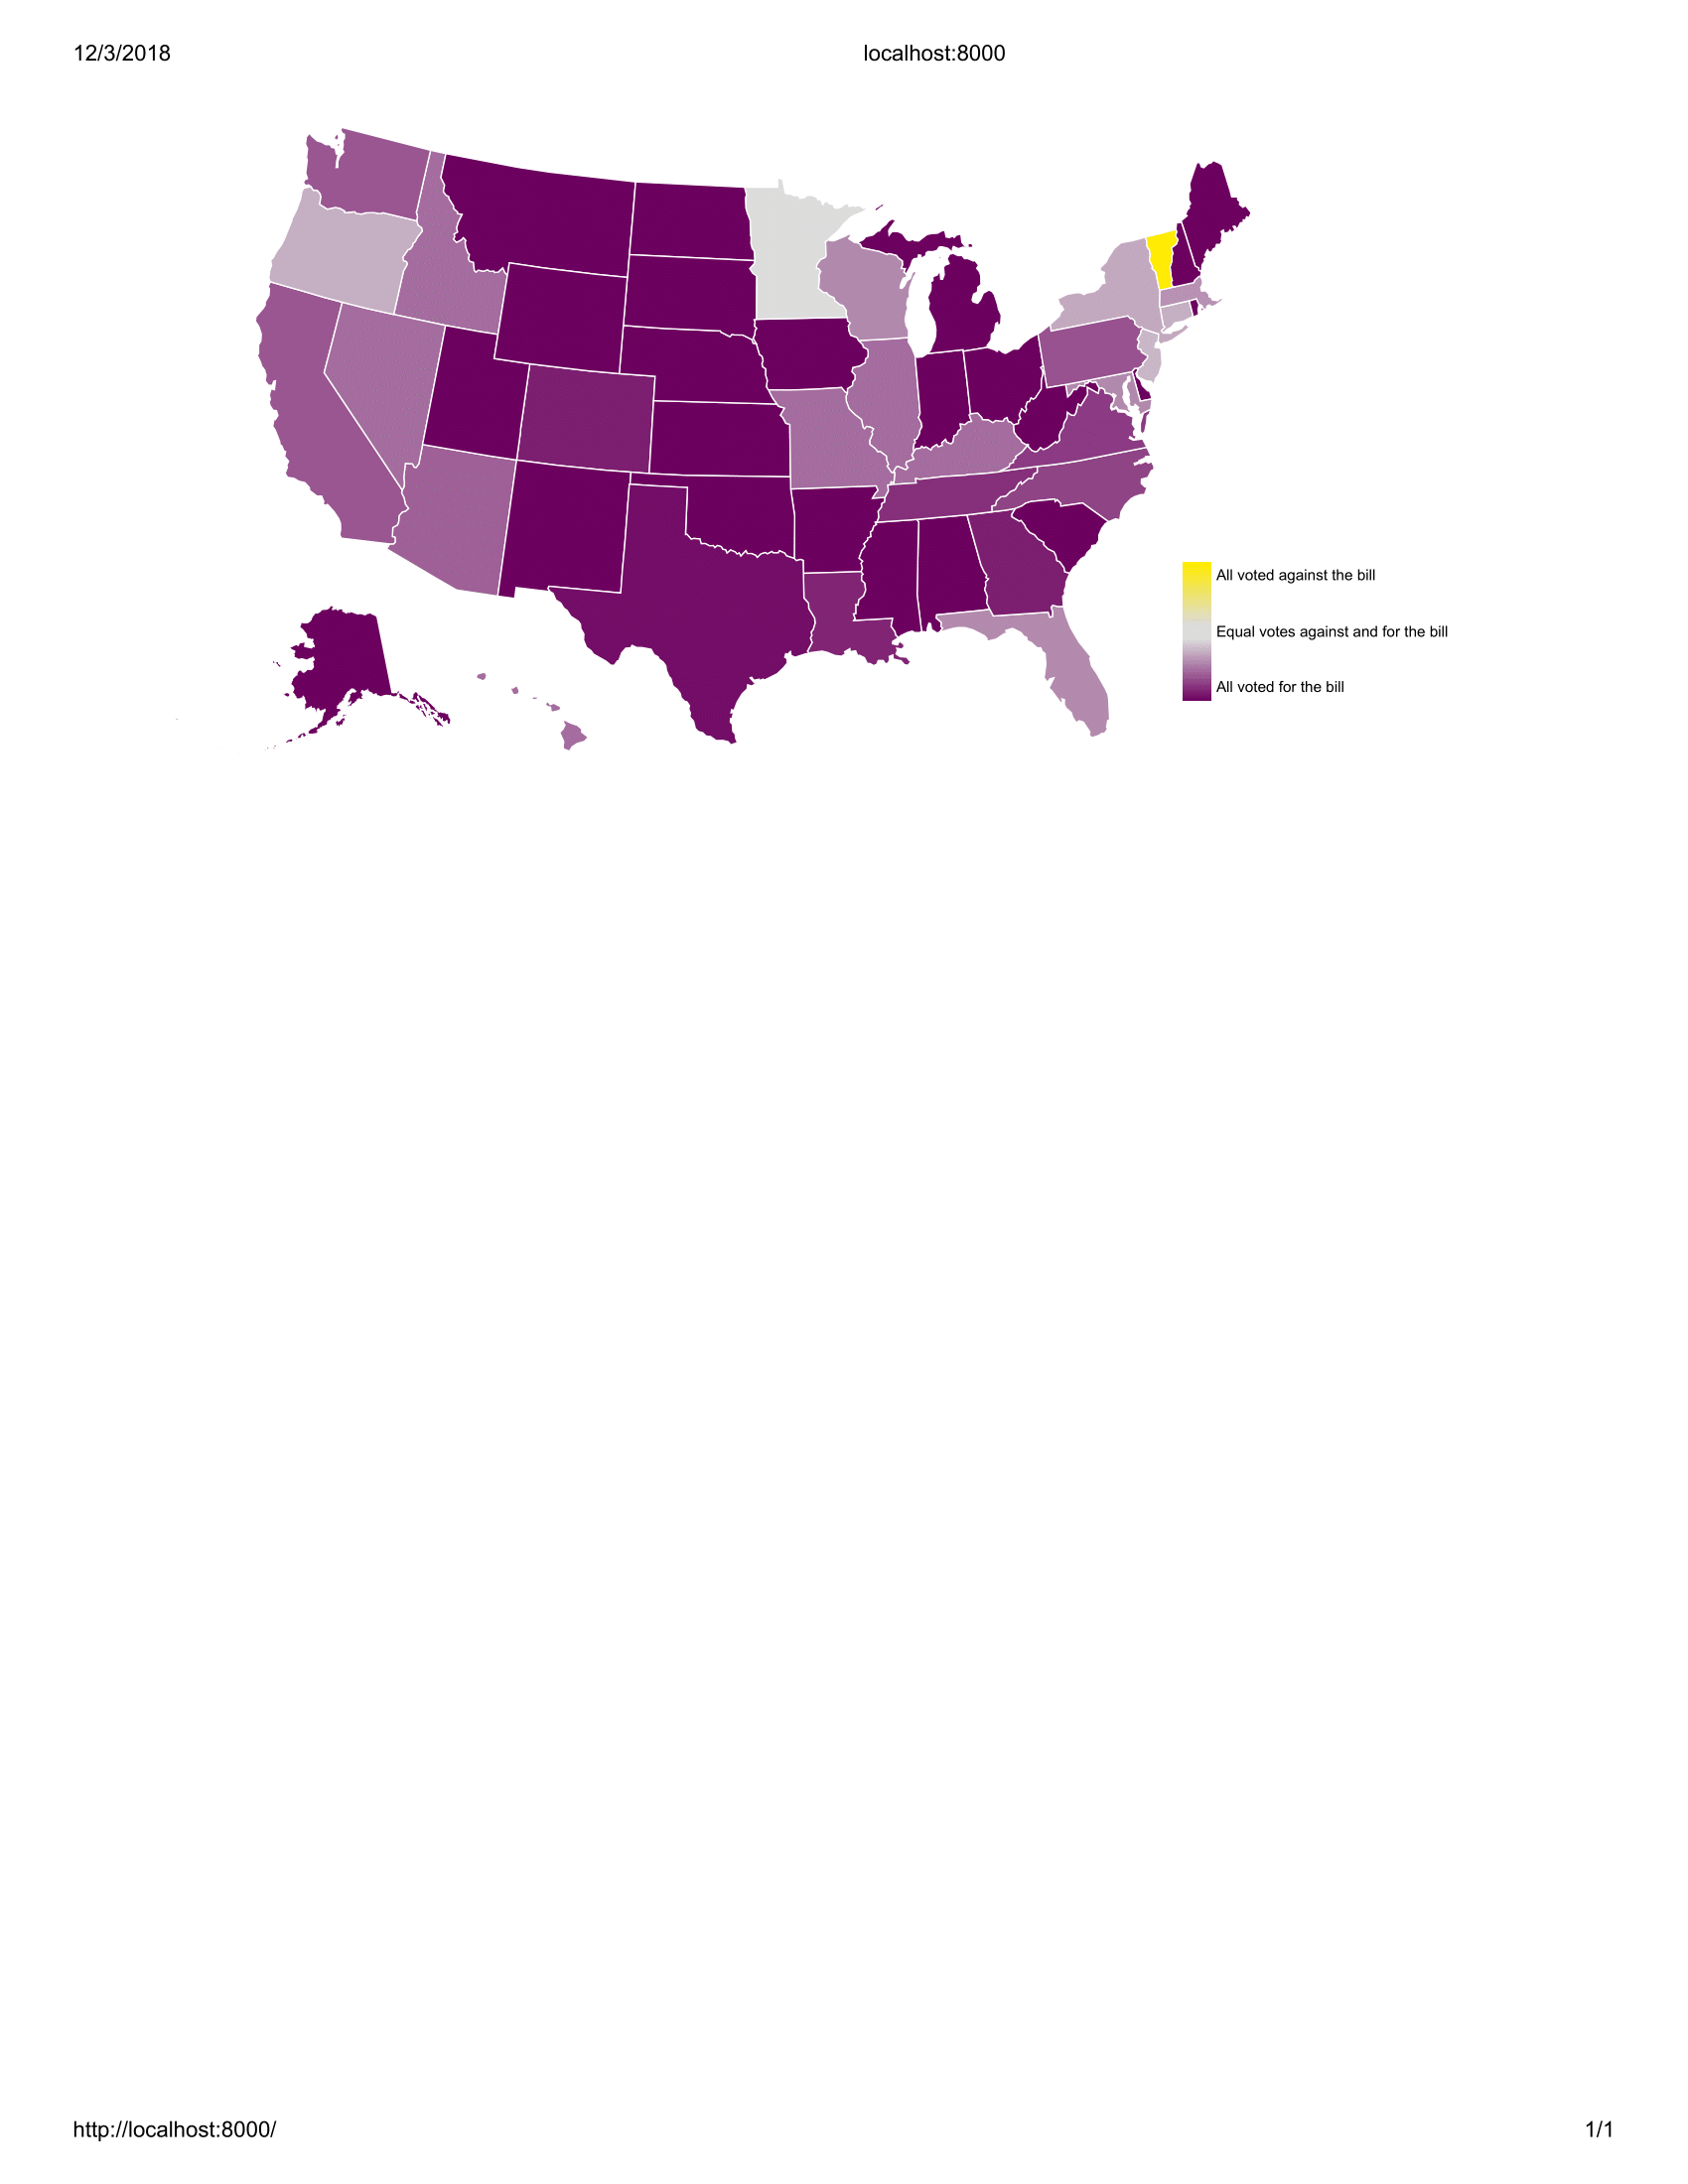 12/3/2018
localhost:8000
All voted against the bill
Equal votes against and for the bill
All voted for the bill
http://localhost:8000/
1/1